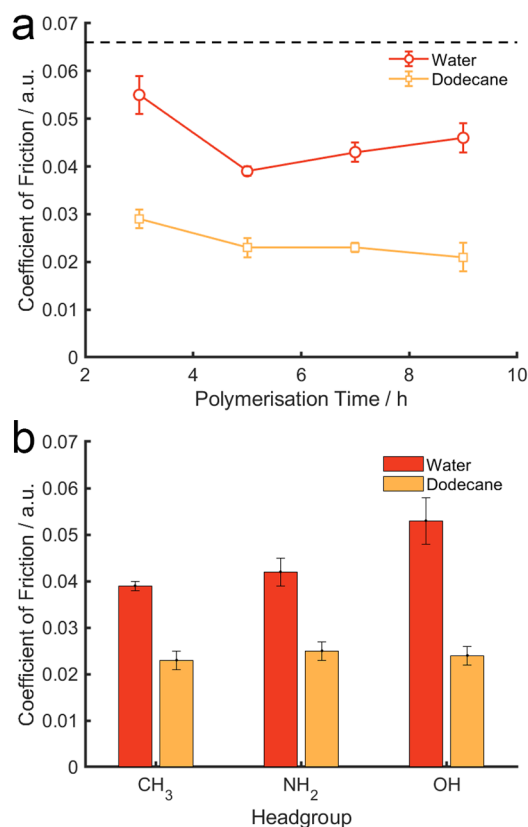 a
0.07
0.06
0.05
0.04
0.03
0.02
0.01
0
Coefficient of Friction / a.u.
Water
Dodecane
2 4 6 8 10
Polymerisation Time / h
b
0.07
0.06
0.05
0.04
0.03
0.02
0.01
0
Coefficient of Friction / a.u.
Water
Dodecane
CH₃ NH₂ OH
Headgroup